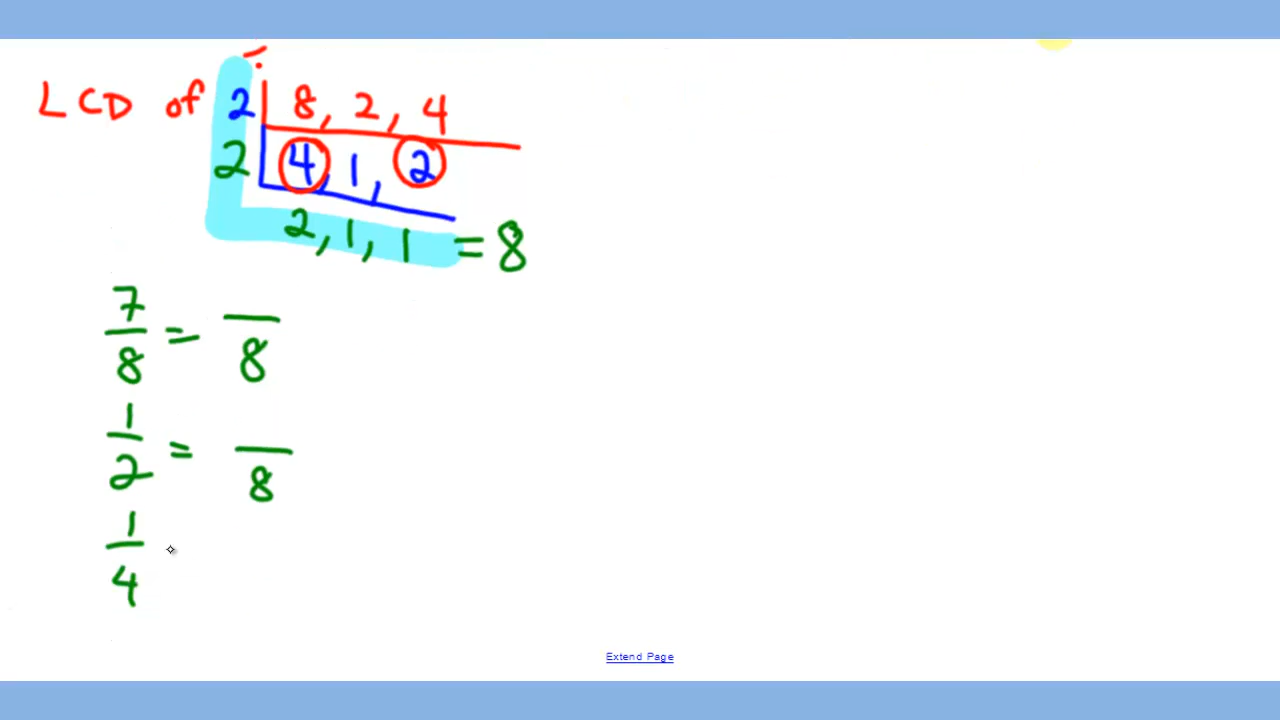 LCD of 2 | 8, 2, 4
2 | 4, 1, 2
2, 1, 1 = 8
7/8 = /8
1/2 = /8
1/4
Extend Page